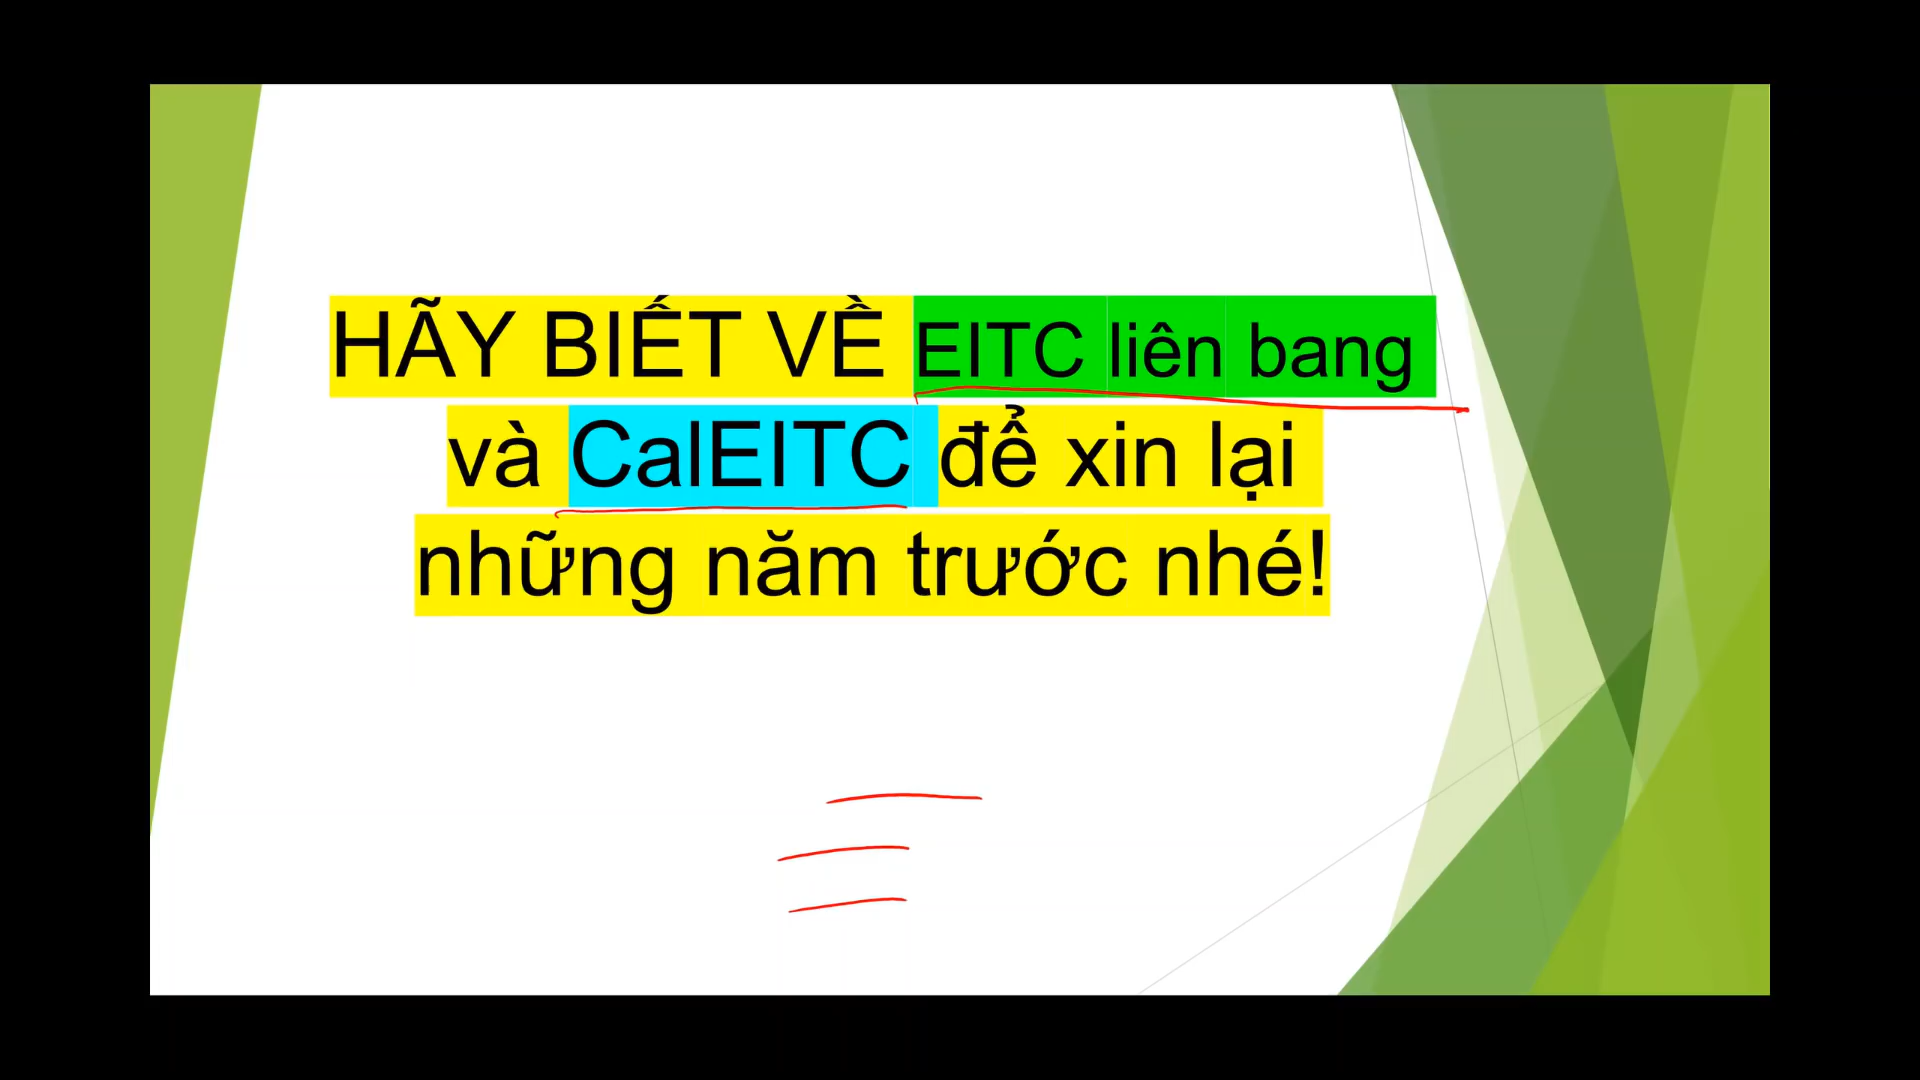 HÃY BIẾT VỀ EITC liên bang
và CalEITC để xin lại
những năm trước nhé!